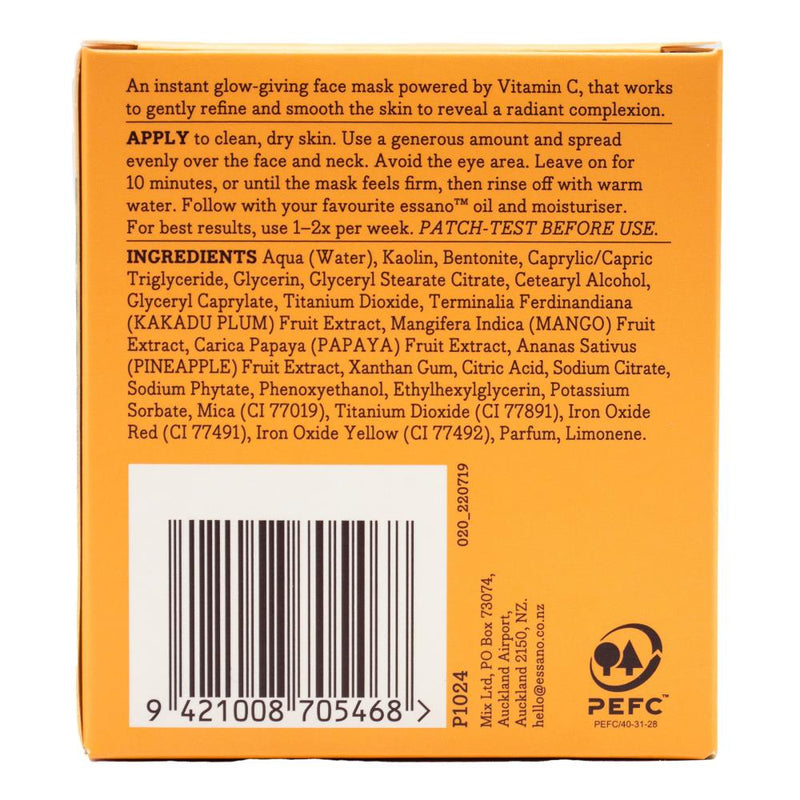 An instant glow-giving face mask powered by Vitamin C, that works
to gently refine and smooth the skin to reveal a radiant complexion.
APPLY to clean, dry skin. Use a generous amount and spread
evenly over the face and neck. Avoid the eye area. Leave on for
10 minutes, or until the mask feels firm, then rinse off with warm
water. Follow with your favourite essano™ oil and moisturiser.
For best results, use 1–2x per week. PATCH-TEST BEFORE USE.
INGREDIENTS Aqua (Water), Kaolin, Bentonite, Caprylic/Capric
Triglyceride, Glycerin, Glyceryl Stearate Citrate, Cetearyl Alcohol,
Glyceryl Caprylate, Titanium Dioxide, Terminalia Ferdinandiana
(KAKADU PLUM) Fruit Extract, Mangifera Indica (MANGO) Fruit
Extract, Carica Papaya (PAPAYA) Fruit Extract, Ananas Sativus
(PINEAPPLE) Fruit Extract, Xanthan Gum, Citric Acid, Sodium Citrate,
Sodium Phytate, Phenoxyethanol, Ethylhexylglycerin, Potassium
Sorbate, Mica (CI 77019), Titanium Dioxide (CI 77891), Iron Oxide
Red (CI 77491), Iron Oxide Yellow (CI 77492), Parfum, Limonene.
9 421008 705468 >
020_220719
P1024
Mix Ltd, PO Box 73074,
Auckland Airport,
Auckland 2150, NZ.
hello@essano.co.nz
PEFC™
PEFC/40-31-28